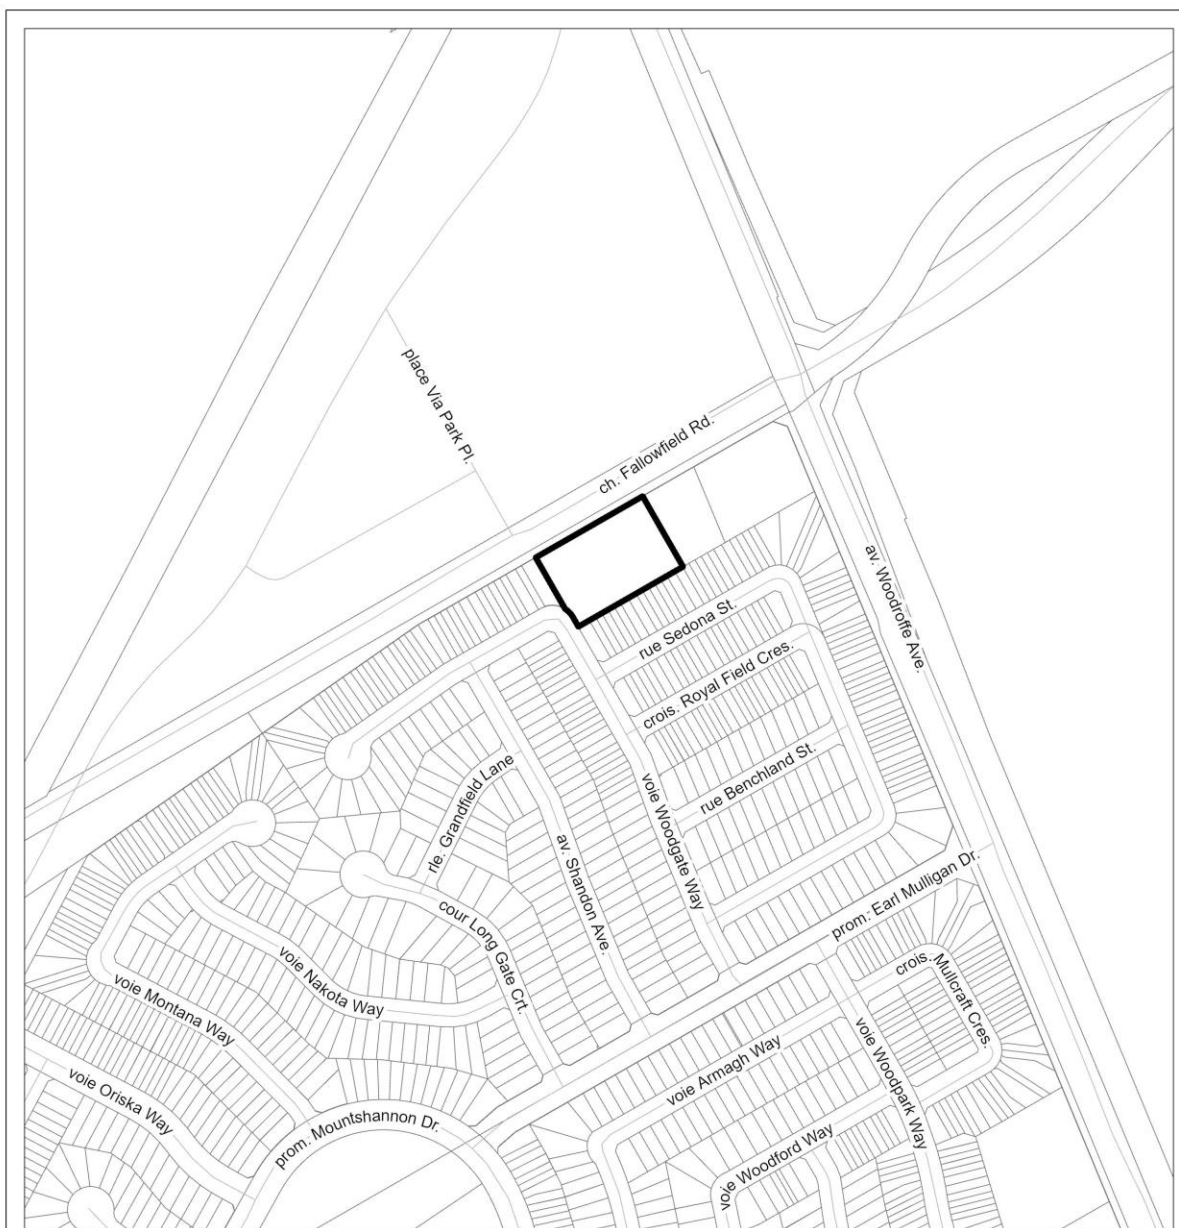 place Via Park Pl.
ch. Fallowfield Rd.
av. Woodroffe Ave.
rue Sedona St.
crois. Royal Field Cres.
rue Benchland St.
voie Woodgate Way
rle. Grandfield Lane
av. Shandon Ave.
cour Long Gate Crt.
prom. Earl Mulligan Dr.
crois. Mullcraft Cres.
voie Nakota Way
voie Montana Way
voie Armagh Way
voie Woodpark Way
voie Oriska Way
prom. Mountshannon Dr.
voie Woodford Way